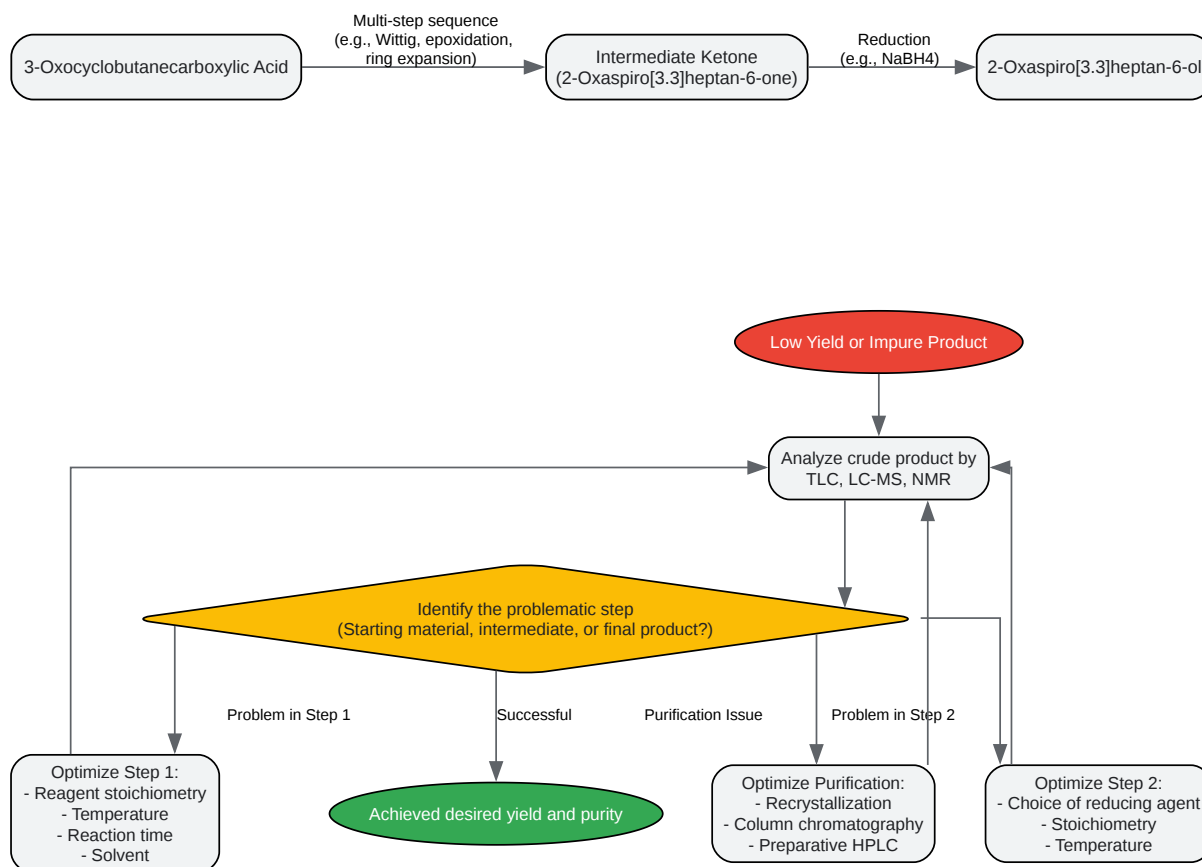 Multi-step sequence
(e.g., Wittig, epoxidation,
ring expansion)
Reduction
(e.g., NaBH4)
3-Oxocyclobutanecarboxylic Acid
Intermediate Ketone
(2-Oxaspiro[3.3]heptan-6-one)
2-Oxaspiro[3.3]heptan-6-ol
Low Yield or Impure Product
Analyze crude product by
TLC, LC-MS, NMR
Identify the problematic step
(Starting material, intermediate, or final product?)
Problem in Step 1
Successful
Purification Issue
Problem in Step 2
Optimize Step 1:
- Reagent stoichiometry
- Temperature
- Reaction time
- Solvent
Achieved desired yield and purity
Optimize Purification:
- Recrystallization
- Column chromatography
- Preparative HPLC
Optimize Step 2:
- Choice of reducing agent
- Stoichiometry
- Temperature